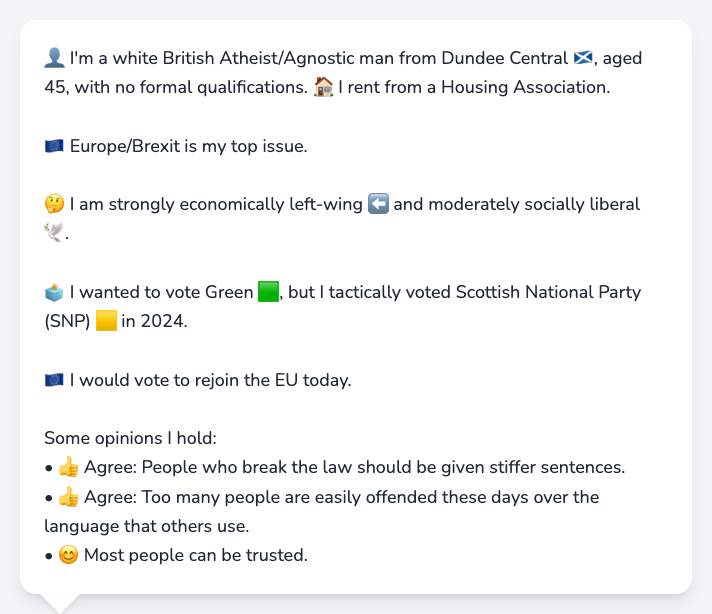 👤 I'm a white British Atheist/Agnostic man from Dundee Central 🏴󠁧󠁢󠁳󠁣󠁴󠁿, aged
45, with no formal qualifications. 🏠 I rent from a Housing Association.
🇪🇺 Europe/Brexit is my top issue.
🤔 I am strongly economically left-wing ⬅️ and moderately socially liberal
🕊️.
🗳️ I wanted to vote Green 🟩, but I tactically voted Scottish National Party
(SNP) 🟨 in 2024.
🇪🇺 I would vote to rejoin the EU today.
Some opinions I hold:
• 👍 Agree: People who break the law should be given stiffer sentences.
• 👍 Agree: Too many people are easily offended these days over the
language that others use.
• 😊 Most people can be trusted.